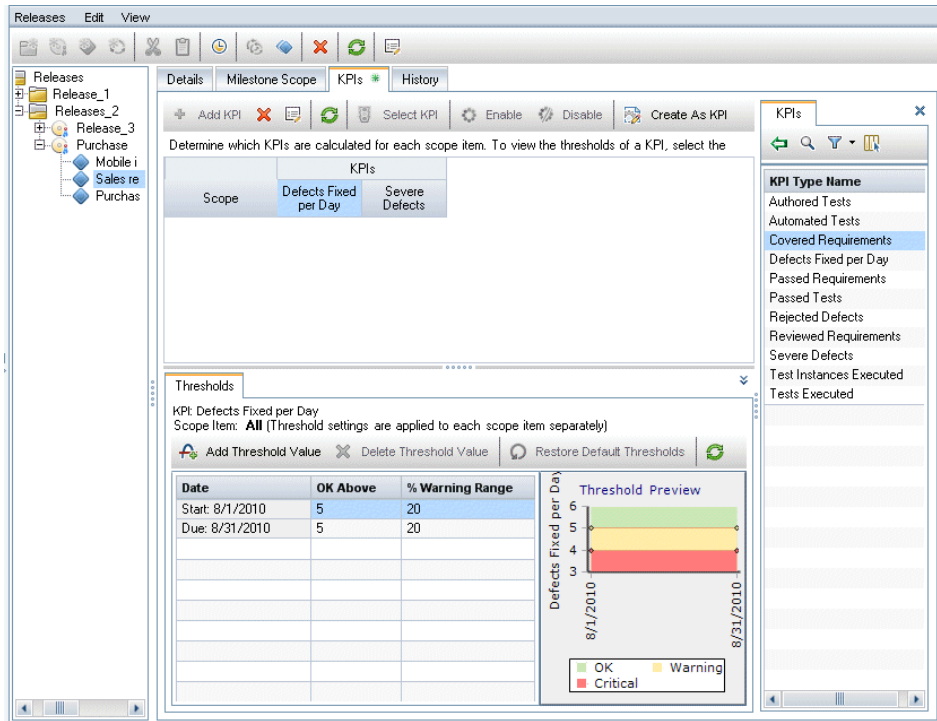 Releases Edit View
Releases
Release_1
Releases_2
Release_3
Purchase
Mobile i
Sales re
Purchas
Details Milestone Scope KPIs * History
Add KPI Select KPI Enable Disable Create As KPI
Determine which KPIs are calculated for each scope item. To view the thresholds of a KPI, select the
KPIs
Scope Defects Fixed per Day Severe Defects
Thresholds
KPI: Defects Fixed per Day
Scope Item: All (Threshold settings are applied to each scope item separately)
Add Threshold Value Delete Threshold Value Restore Default Thresholds
Date OK Above % Warning Range
Start: 8/1/2010 5 20
Due: 8/31/2010 5 20
Threshold Preview
Defects Fixed per Day
6
5
4
3
8/1/2010
8/31/2010
OK Warning
Critical
KPIs
KPI Type Name
Authored Tests
Automated Tests
Covered Requirements
Defects Fixed per Day
Passed Requirements
Passed Tests
Rejected Defects
Reviewed Requirements
Severe Defects
Test Instances Executed
Tests Executed